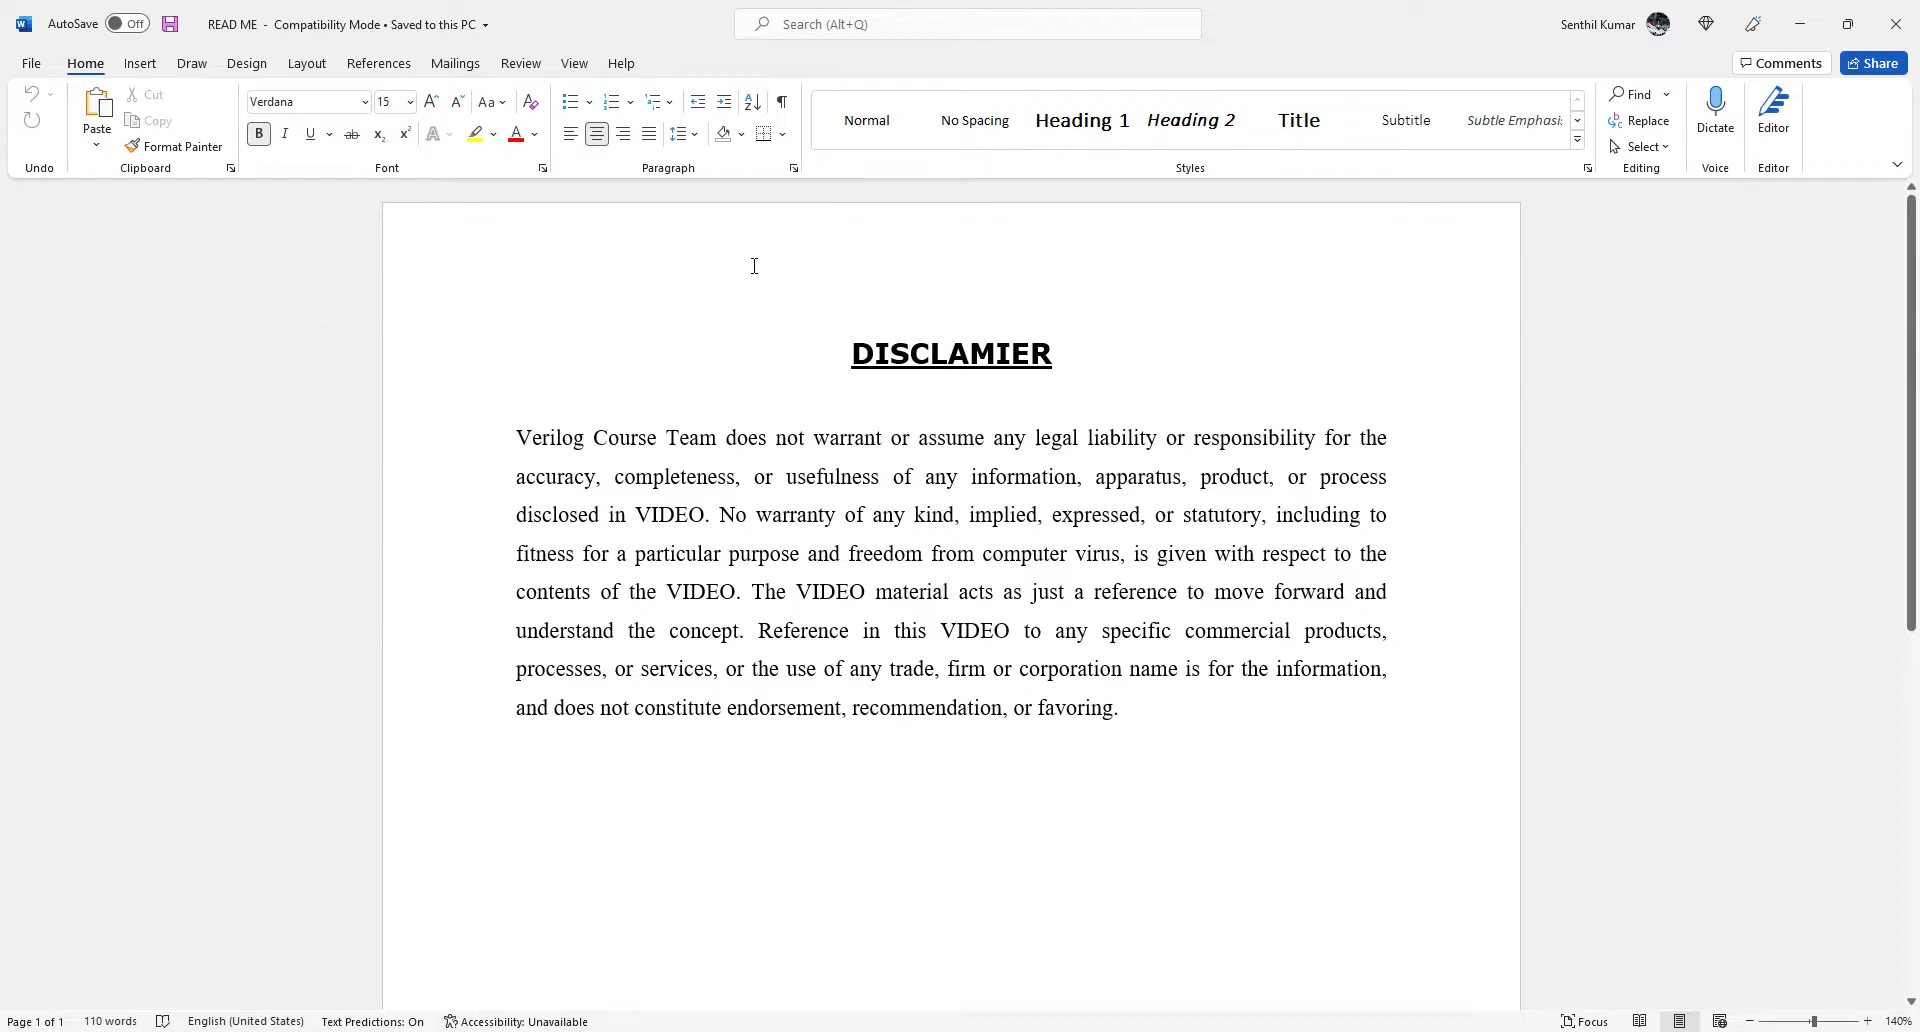 AutoSave Off READ ME - Compatibility Mode • Saved to this PC Search (Alt+Q) Senthil Kumar
File Home Insert Draw Design Layout References Mailings Review View Help Comments Share
Paste Cut Copy Format Painter
Verdana 15 Aa
B I U ab x₂ x² A A
Normal No Spacing Heading 1 Heading 2 Title Subtitle Subtle Emphasis
Find Replace Select
Dictate Editor
Undo Clipboard Font Paragraph Styles Editing Voice Editor
DISCLAMIER
Verilog Course Team does not warrant or assume any legal liability or responsibility for the
accuracy, completeness, or usefulness of any information, apparatus, product, or process
disclosed in VIDEO. No warranty of any kind, implied, expressed, or statutory, including to
fitness for a particular purpose and freedom from computer virus, is given with respect to the
contents of the VIDEO. The VIDEO material acts as just a reference to move forward and
understand the concept. Reference in this VIDEO to any specific commercial products,
processes, or services, or the use of any trade, firm or corporation name is for the information,
and does not constitute endorsement, recommendation, or favoring.
Page 1 of 1 110 words English (United States) Text Predictions: On Accessibility: Unavailable Focus 140%